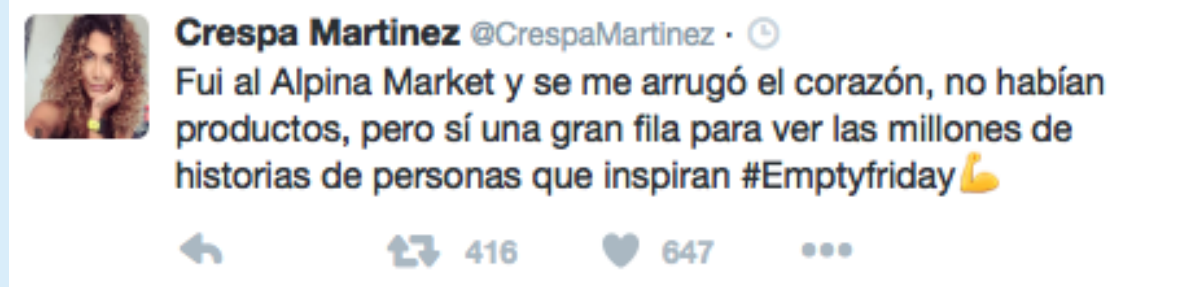 Crespa Martinez @CrespaMartinez ·
Fui al Alpina Market y se me arrugó el corazón, no habían
productos, pero sí una gran fila para ver las millones de
historias de personas que inspiran #Emptyfriday💪
416 647